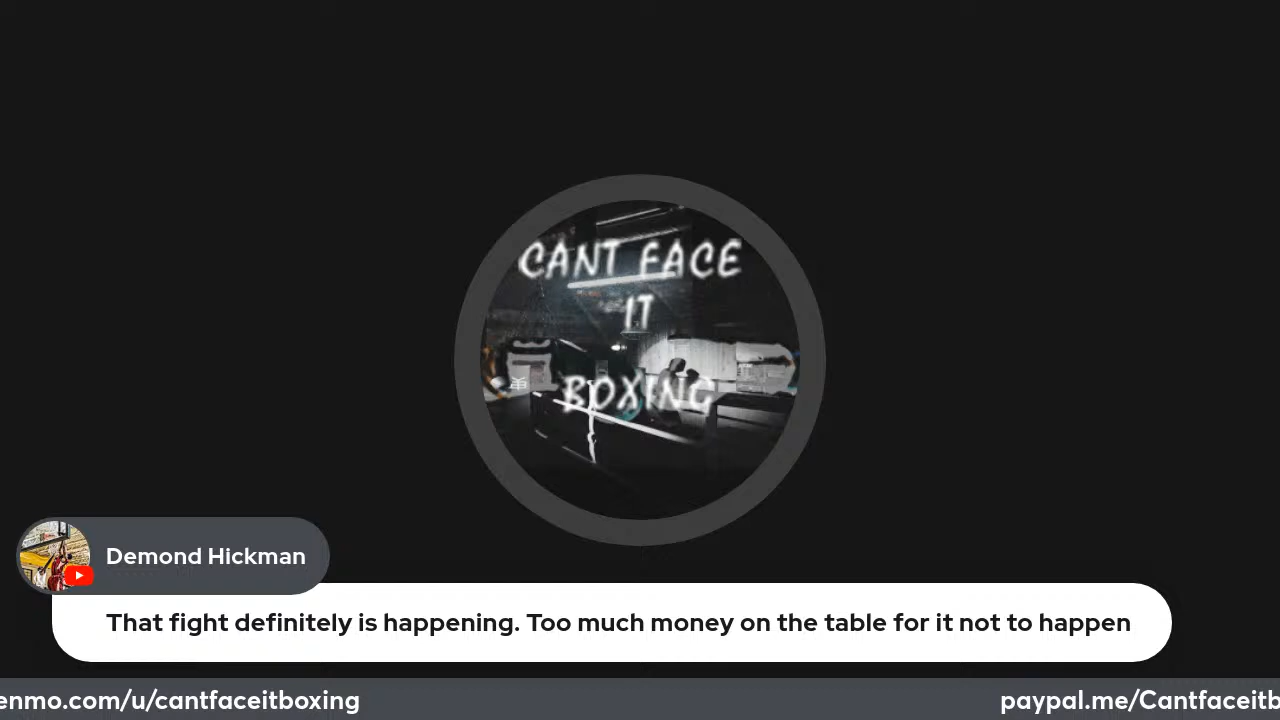 CANT FACE
IT
BOXING
Demond Hickman
That fight definitely is happening. Too much money on the table for it not to happen
enmo.com/u/cantfaceitboxing
paypal.me/Cantfaceitb